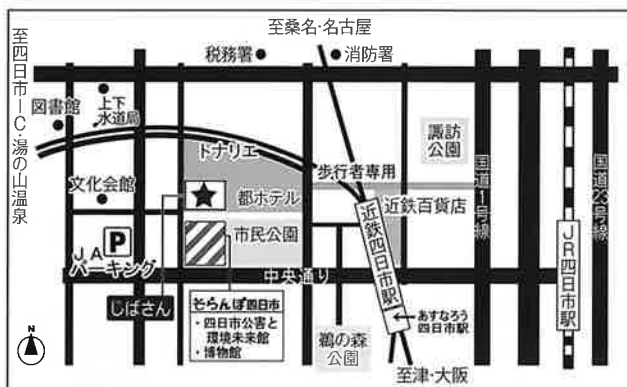 至桑名・名古屋
税務署
消防署
至四日市IC・湯の山温泉
図書館
上下
水道局
トナリエ
歩行者専用
諏訪
公園
文化会館
都ホテル
近鉄百貨店
国道1号線
国道23号線
JA
P
パーキング
市民公園
近鉄四日市駅
JR四日市駅
中央通り
じばさん
そらんぽ四日市
・四日市公害と
環境未来館
・博物館
あすなろう
四日市駅
鵜の森
公園
N
至津・大阪